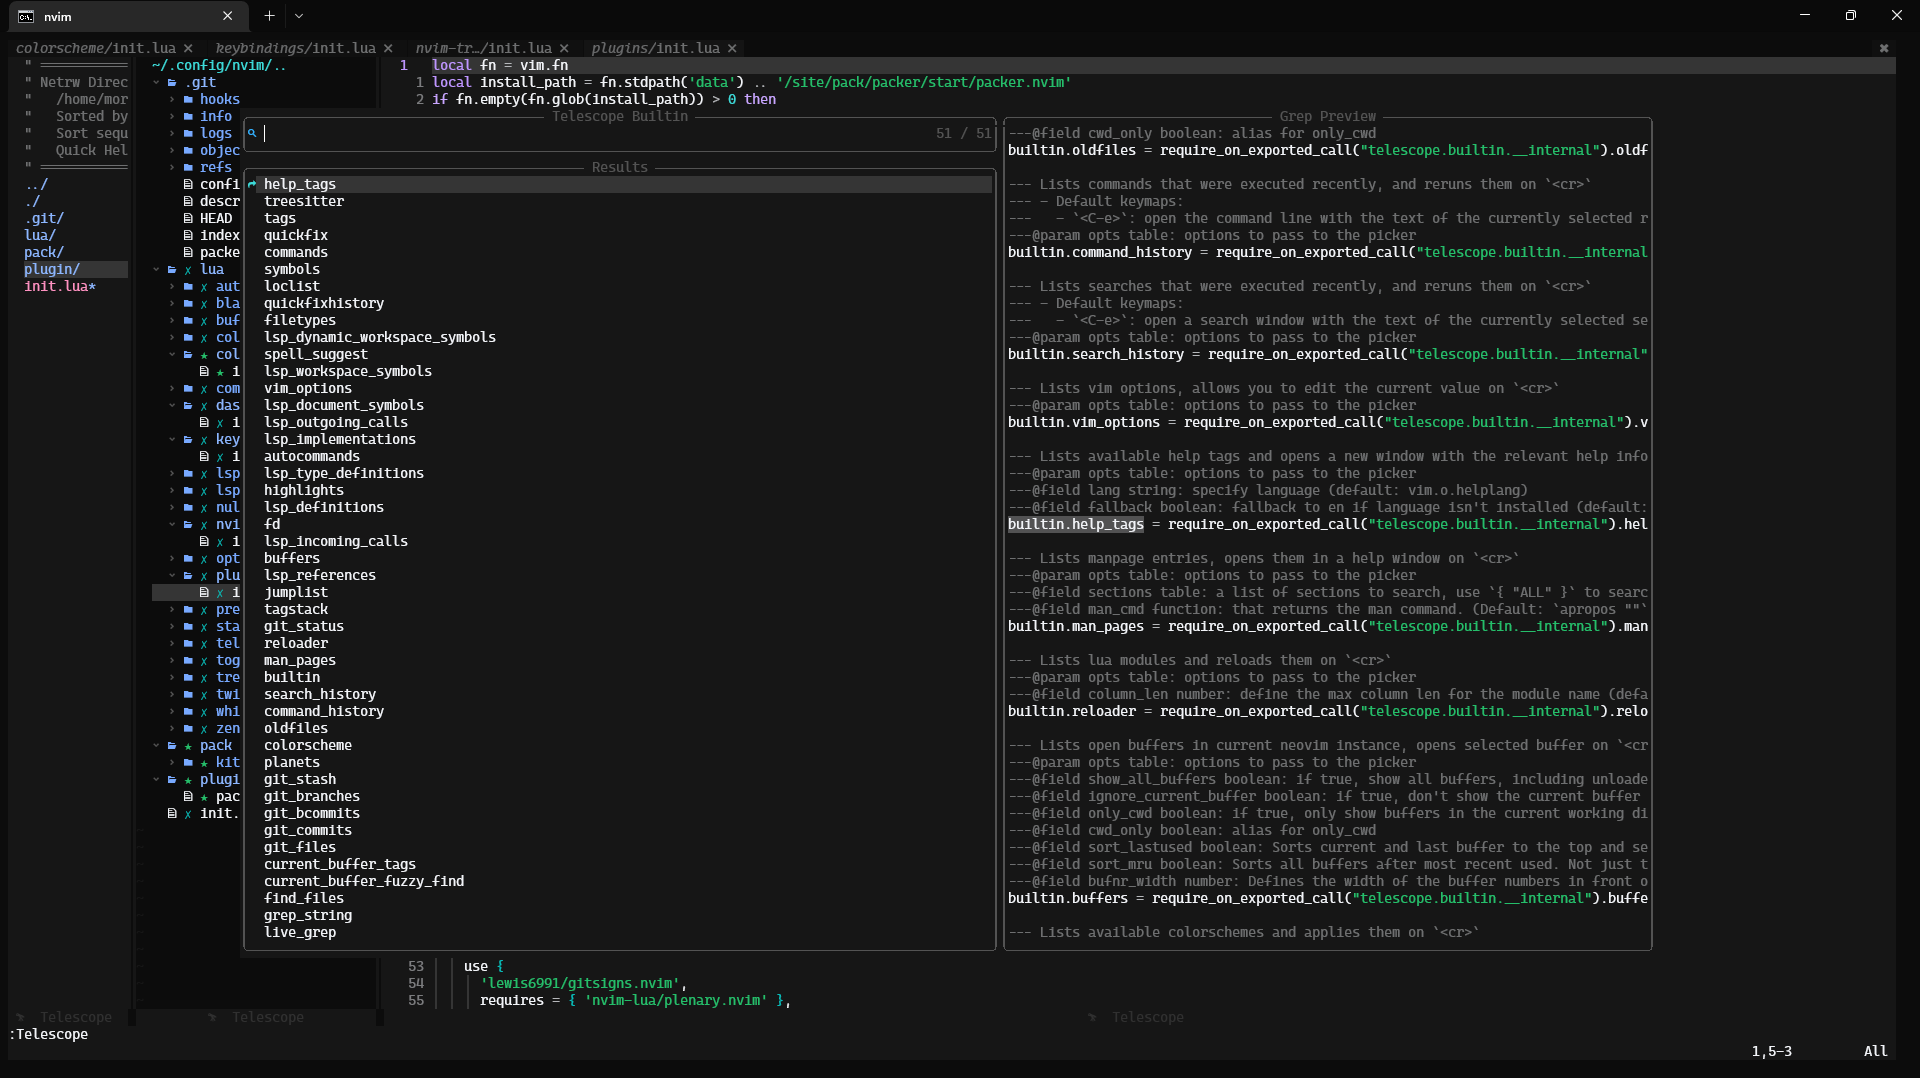 nvim
colorscheme/init.lua × keybindings/init.lua × nvim-tr…/init.lua × plugins/init.lua ×
" ===========
" Netrw Direc
"   /home/mor
"   Sorted by
"   Sort sequ
"   Quick Hel
" ===========
../
./
.git/
lua/
pack/
plugin/
init.lua*
~/.config/nvim/..
.git
hooks
info
logs
objec
refs
confi
descr
HEAD
index
packe
✗ lua
✗ aut
✗ bla
✗ buf
✗ col
★ col
★ i
✗ com
✗ das
✗ i
✗ key
✗ i
✗ lsp
✗ lsp
✗ nul
✗ nvi
✗ i
✗ opt
✗ plu
✗ i
✗ pre
✗ sta
✗ tel
✗ tog
✗ tre
✗ twi
✗ whi
✗ zen
★ pack
★ kit
★ plugi
★ pac
✗ init.
1 local fn = vim.fn
1 local install_path = fn.stdpath('data') .. '/site/pack/packer/start/packer.nvim'
2 if fn.empty(fn.glob(install_path)) > 0 then
Telescope Builtin
51 / 51
Results
help_tags
treesitter
tags
quickfix
commands
symbols
loclist
quickfixhistory
filetypes
lsp_dynamic_workspace_symbols
spell_suggest
lsp_workspace_symbols
vim_options
lsp_document_symbols
lsp_outgoing_calls
lsp_implementations
autocommands
lsp_type_definitions
highlights
lsp_definitions
fd
lsp_incoming_calls
buffers
lsp_references
jumplist
tagstack
git_status
reloader
man_pages
builtin
search_history
command_history
oldfiles
colorscheme
planets
git_stash
git_branches
git_bcommits
git_commits
git_files
current_buffer_tags
current_buffer_fuzzy_find
find_files
grep_string
live_grep
Grep Preview
---@field cwd_only boolean: alias for only_cwd
builtin.oldfiles = require_on_exported_call("telescope.builtin.__internal").oldf
--- Lists commands that were executed recently, and reruns them on `<cr>`
--- - Default keymaps:
---   - `<C-e>`: open the command line with the text of the currently selected r
---@param opts table: options to pass to the picker
builtin.command_history = require_on_exported_call("telescope.builtin.__internal
--- Lists searches that were executed recently, and reruns them on `<cr>`
--- - Default keymaps:
---   - `<C-e>`: open a search window with the text of the currently selected se
---@param opts table: options to pass to the picker
builtin.search_history = require_on_exported_call("telescope.builtin.__internal"
--- Lists vim options, allows you to edit the current value on `<cr>`
---@param opts table: options to pass to the picker
builtin.vim_options = require_on_exported_call("telescope.builtin.__internal").v
--- Lists available help tags and opens a new window with the relevant help info
---@param opts table: options to pass to the picker
---@field lang string: specify language (default: vim.o.helplang)
---@field fallback boolean: fallback to en if language isn't installed (default:
builtin.help_tags = require_on_exported_call("telescope.builtin.__internal").hel
--- Lists manpage entries, opens them in a help window on `<cr>`
---@param opts table: options to pass to the picker
---@field sections table: a list of sections to search, use `{ "ALL" }` to searc
---@field man_cmd function: that returns the man command. (Default: `apropos ""`
builtin.man_pages = require_on_exported_call("telescope.builtin.__internal").man
--- Lists lua modules and reloads them on `<cr>`
---@param opts table: options to pass to the picker
---@field column_len number: define the max column len for the module name (defa
builtin.reloader = require_on_exported_call("telescope.builtin.__internal").relo
--- Lists open buffers in current neovim instance, opens selected buffer on `<cr
---@param opts table: options to pass to the picker
---@field show_all_buffers boolean: if true, show all buffers, including unloade
---@field ignore_current_buffer boolean: if true, don't show the current buffer
---@field only_cwd boolean: if true, only show buffers in the current working di
---@field cwd_only boolean: alias for only_cwd
---@field sort_lastused boolean: Sorts current and last buffer to the top and se
---@field sort_mru boolean: Sorts all buffers after most recent used. Not just t
---@field bufnr_width number: Defines the width of the buffer numbers in front o
builtin.buffers = require_on_exported_call("telescope.builtin.__internal").buffe
--- Lists available colorschemes and applies them on `<cr>`
53 use {
54 'lewis6991/gitsigns.nvim',
55 requires = { 'nvim-lua/plenary.nvim' },
Telescope Telescope Telescope
:Telescope
1,5-3 All